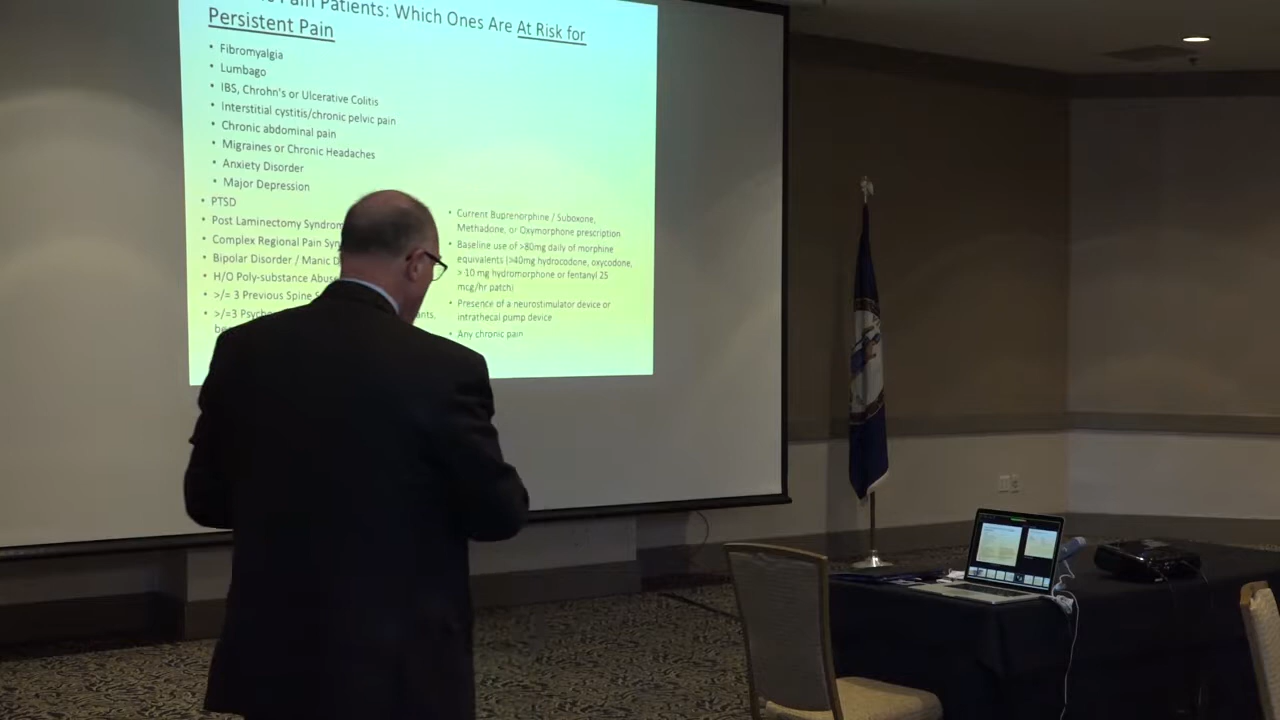 Pain Patients: Which Ones Are At Risk for
Persistent Pain
• Fibromyalgia
• Lumbago
• IBS, Chrohn's or Ulcerative Colitis
• Interstitial cystitis/chronic pelvic pain
• Chronic abdominal pain
• Migraines or Chronic Headaches
• Anxiety Disorder
• Major Depression
• PTSD
• Post Laminectomy Syndrom
• Complex Regional Pain Syn
• Bipolar Disorder / Manic D
• H/O Poly-substance Abus
• >/= 3 Previous Spine S
• >/=3 Psych
ants,
be
• Current Buprenorphine / Suboxone,
Methadone, or Oxymorphone prescription
• Baseline use of >80mg daily of morphine
equivalents (>40mg hydrocodone, oxycodone,
> 10 mg hydromorphone or fentanyl 25
mcg/hr patch)
• Presence of a neurostimulator device or
intrathecal pump device
• Any chronic pain